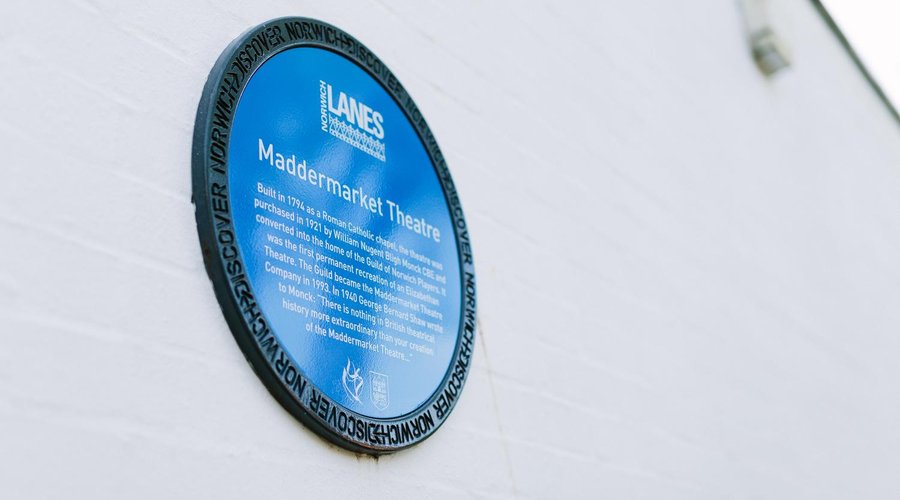 DISCOVER NORWICH DISCOVER NORWICH DISCOVER NORWICH DISCOVER NORWICH DISCOVER NORWICH
NORWICH
LANES
Maddermarket Theatre
Built in 1794 as a Roman Catholic chapel, the theatre was
purchased in 1921 by William Nugent Bligh Monck CBE and
converted into the home of the Guild of Norwich Players. It
was the first permanent recreation of an Elizabethan
Theatre. The Guild became the Maddermarket Theatre
Company in 1993. In 1940 George Bernard Shaw wrote
to Monck: "There is nothing in British theatrical
history more extraordinary than your creation
of the Maddermarket Theatre..."